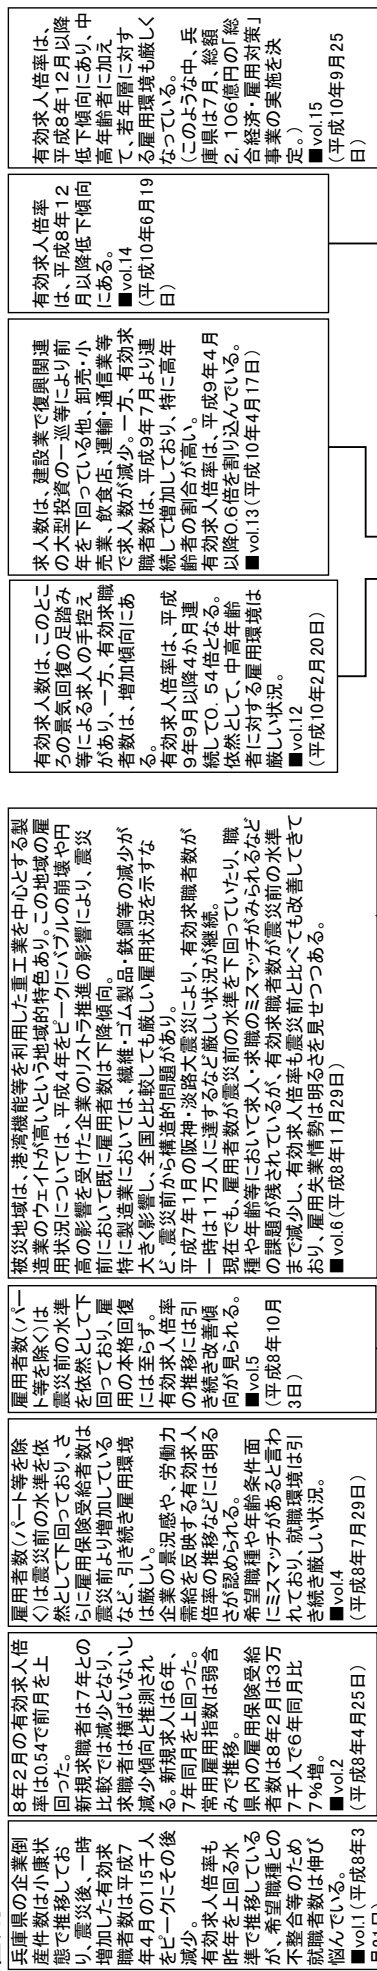 兵庫県の企業倒
産件数は小康状
態で推移してお
り、震災後、一時
増加した有効求
職者数は平成7
年4月の115千人
をピークにその後
減少。
有効求人倍率も
昨年を上回る水
準で推移している
が、希望職種との
不整合等のため
就職者数は伸び
悩んでいる。
■vol.1(平成8年3
8年2月の有効求人倍
率は0.54で前月を上
回った。
新規求職者は7年との
比較では減少となり、
求職者は横ばいないし
減少傾向と推測され
る。新規求人は6年、
7年同月を上回った。
常用雇用指数は弱含
みで推移。
県内の雇用保険受給
者数は8年2月は3万
7千人で6年同月比
7%増。
■vol.2
(平成8年4月25日)
雇用者数(パート等を除
く)は震災前の水準を依
然として下回っており、さ
らに雇用保険受給者数は
震災前より増加している
など、引き続き雇用環境
は厳しい。
企業の景況感や、労働力
需給を反映する有効求人
倍率の推移などには明る
さが認められる。
希望職種や年齢条件面
にミスマッチがあると言わ
れており、就職環境は引
き続き厳しい状況。
■vol.4
(平成8年7月29日)
雇用者数(パー
ト等を除く)は
震災前の水準
を依然として下
回っており、雇
用の本格回復
には至らず。
有効求人倍率
の推移には引
き続き改善傾
向が見られる。
■vol.5
(平成8年10月
3日)
被災地域は、港湾機能等を利用した重工業を中心とする製
造業のウェイトが高いという地域的特色あり。この地域の雇
用状況については、平成4年をピークにバブルの崩壊や円
高の影響を受けた企業のリストラ推進の影響により、震災
前において既に雇用者数は下降傾向。
特に製造業においては、繊維・ゴム製品・鉄鋼等の減少が
大きく影響し、全国と比較しても厳しい雇用状況を示すな
ど、震災前から構造的問題があり。
平成7年1月の阪神・淡路大震災により、有効求職者数が
一時は11万人に達するなど厳しい状況が継続。
現在でも、雇用者数が震災前の水準を下回っていたり、職
種や年齢等において求人・求職のミスマッチがみられるなど
の課題が残されているが、有効求職者数が震災前の水準
まで減少し、有効求人倍率も震災前と比べても改善してきて
おり、雇用失業情勢は明るさを見せつつある。
■vol.6(平成8年11月29日)
有効求人数は、このとこ
ろの景気回復の足踏み
等による求人の手控え
があり、一方、有効求職
者数は、増加傾向にあ
る。
有効求人倍率は、平成
9年9月以降4か月連
続して0.54倍となる。
依然として、中高年齢
者に対する雇用環境は
厳しい状況。
■vol.12
(平成10年2月20日)
求人数は、建設業で復興関連
の大型投資の一巡等により前
年を下回っている他、卸売・小
売業、飲食店、運輸・通信業等
で求人数が減少。一方、有効求
職者数は、平成9年7月より連
続して増加しており、特に高年
齢者の割合が高い。
有効求人倍率は、平成9年4月
以降0.6倍を割り込んでいる。
■vol.13(平成10年4月17日)
有効求人倍率
は、平成8年12
月以降低下傾向
にある。
■vol.14
(平成10年6月19
日)
有効求人倍率は、
平成8年12月以降
低下傾向にあり、中
高年齢者に加え
て、若年層に対す
る雇用環境も厳しく
なっている。
(このような中、兵
庫県は7月、総額
2,106億円の「総
合経済・雇用対策」
事業の実施を決
定。)
■vol.15
(平成10年9月25
日)